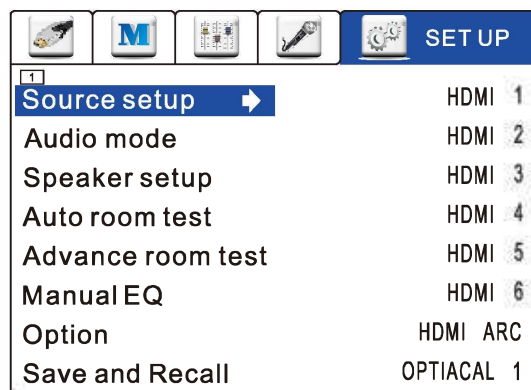 M
SET UP
1
Source setup HDMI 1
Audio mode HDMI 2
Speaker setup HDMI 3
Auto room test HDMI 4
Advance room test HDMI 5
Manual EQ HDMI 6
Option HDMI ARC
Save and Recall OPTIACAL 1